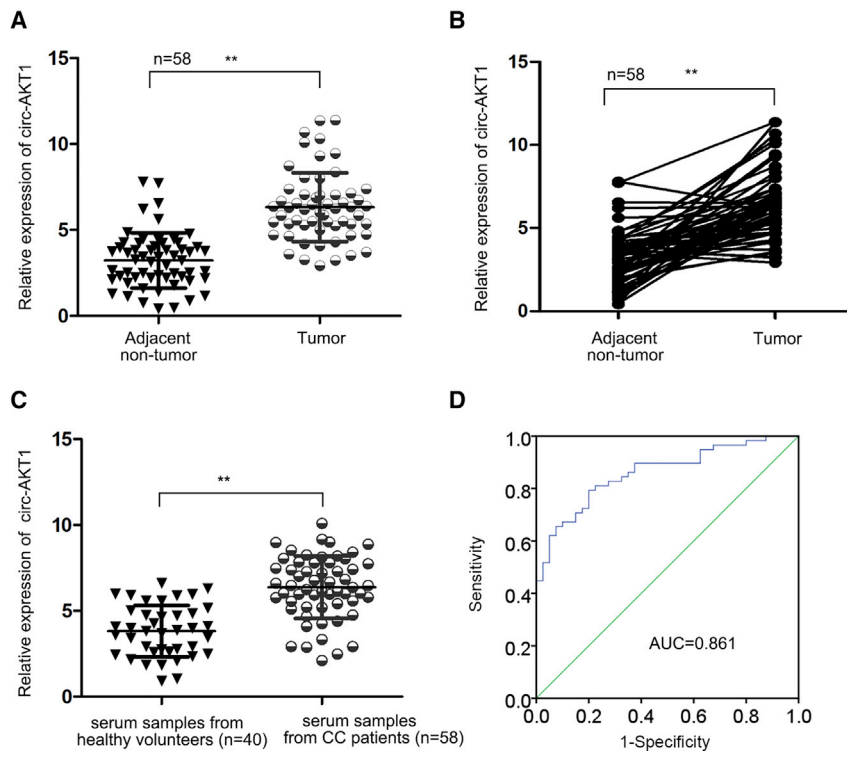 A
Relative expression of circ-AKT1
15
10
5
0
n=58
**
Adjacent
non-tumor
Tumor
B
Relative expression of circ-AKT1
15
10
5
0
n=58
**
Adjacent
non-tumor
Tumor
C
Relative expression of circ-AKT1
15
10
5
0
**
serum samples from
healthy volunteers (n=40)
serum samples
from CC patients (n=58)
D
Sensitivity
1.0
0.8
0.6
0.4
0.2
0.0
AUC=0.861
0.0 0.2 0.4 0.6 0.8 1.0
1-Specificity